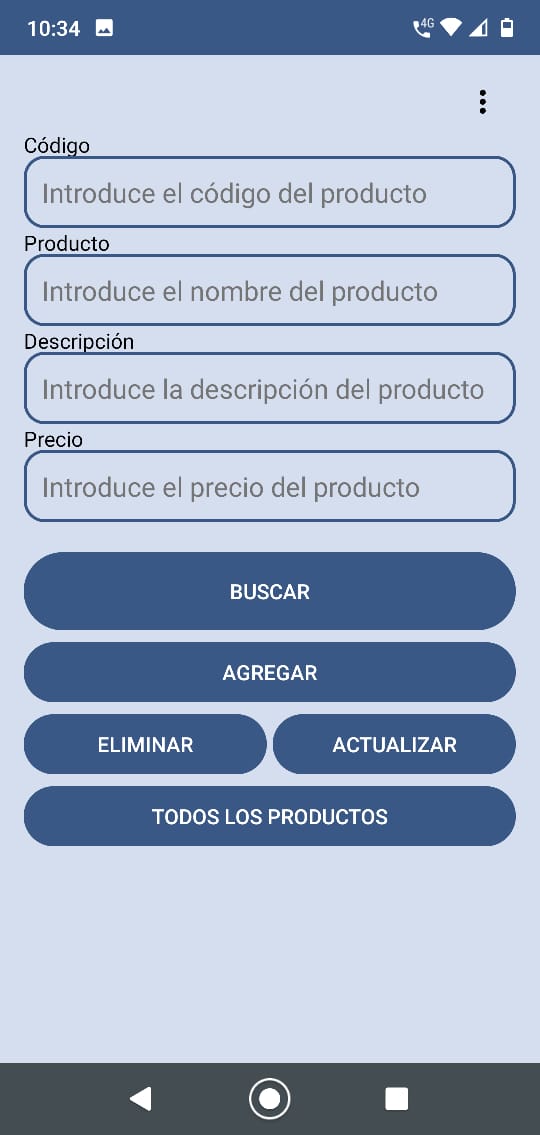 10:34
4G
Código
Introduce el código del producto
Producto
Introduce el nombre del producto
Descripción
Introduce la descripción del producto
Precio
Introduce el precio del producto
BUSCAR
AGREGAR
ELIMINAR
ACTUALIZAR
TODOS LOS PRODUCTOS